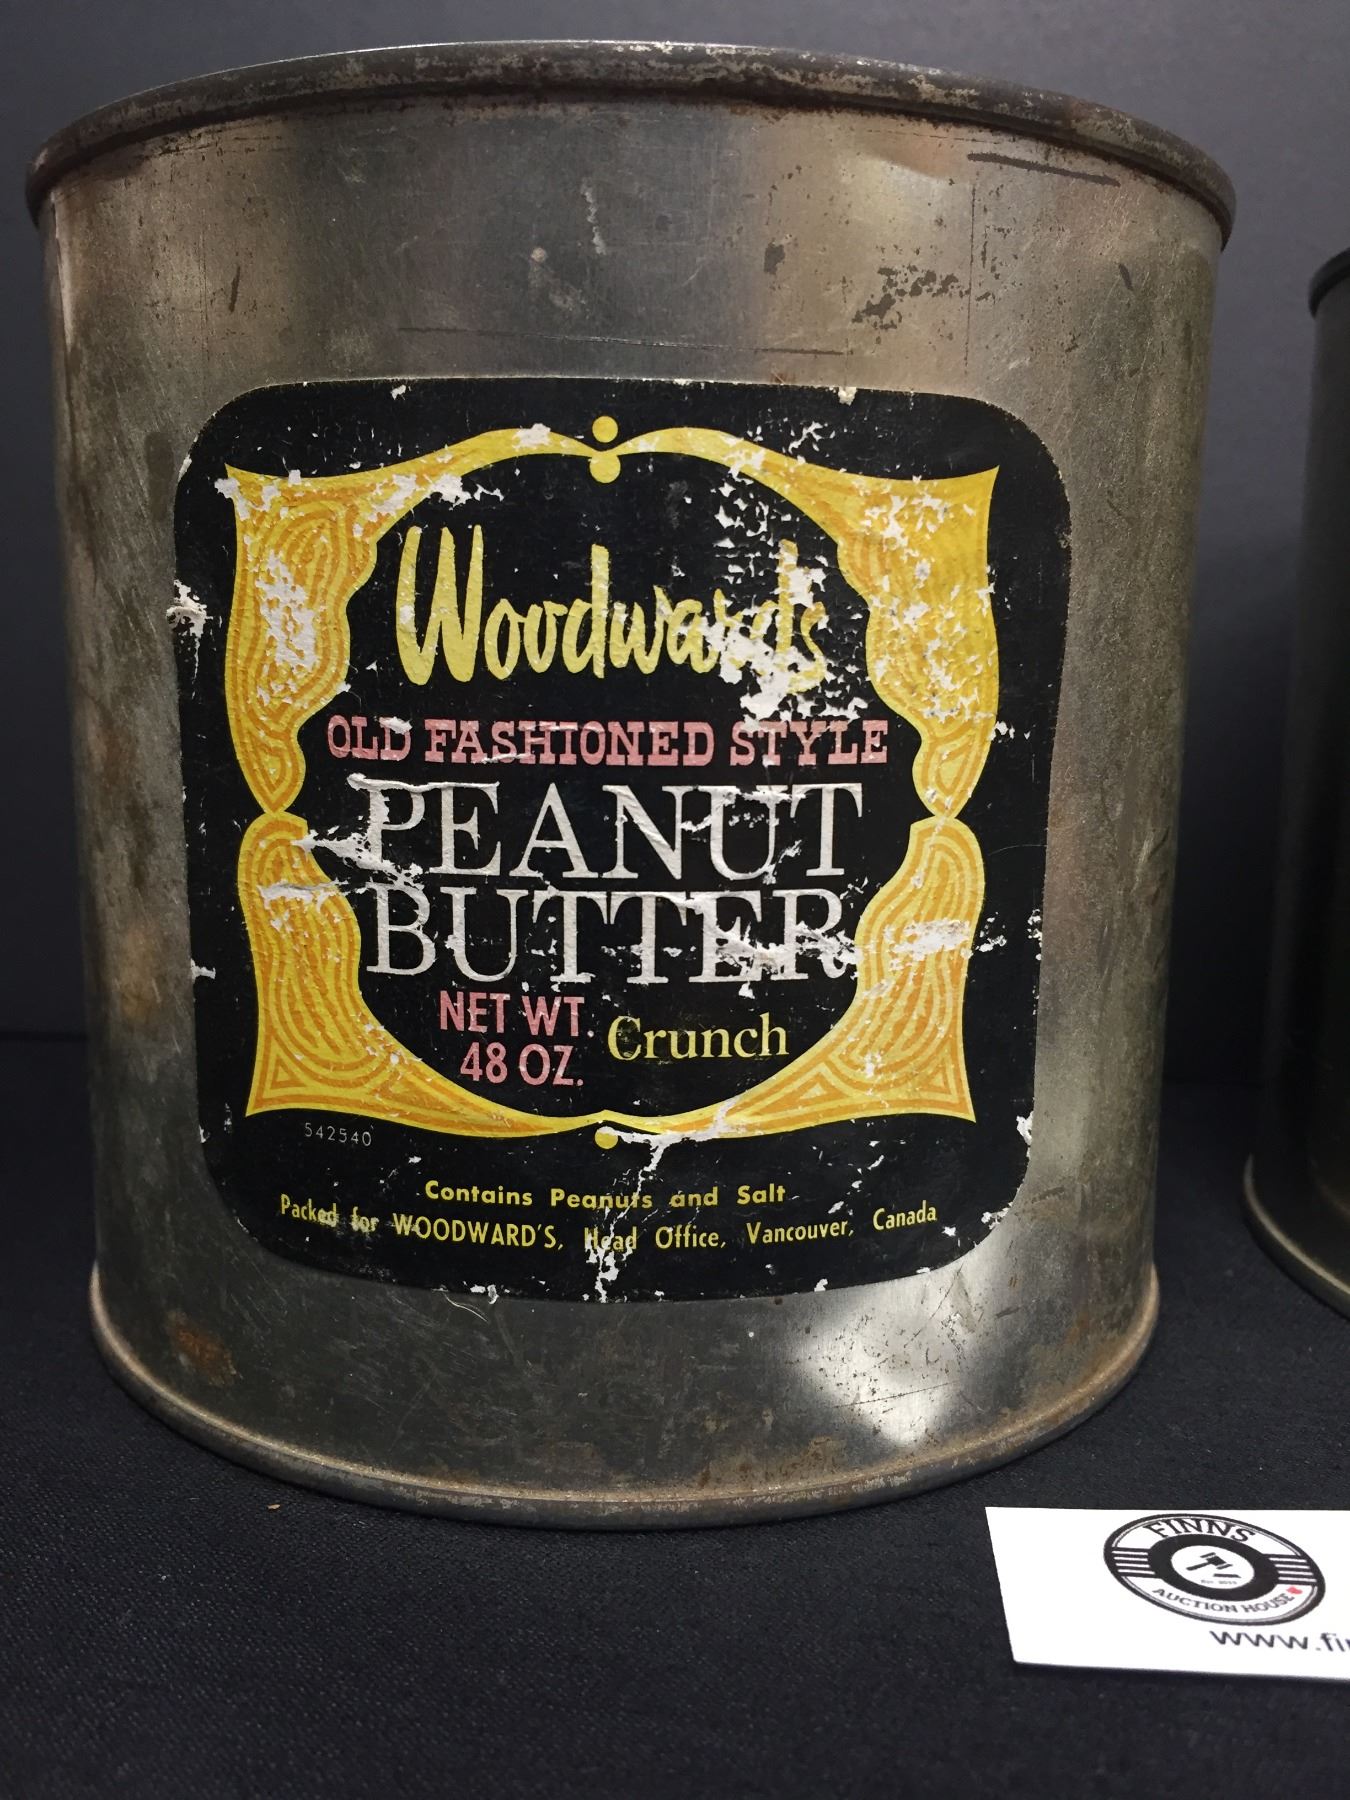 Woodwards
OLD FASHIONED STYLE
PEANUT
BUTTER
NET WT.
48 OZ.
Crunch
542540
Contains Peanuts and Salt
Packed for WOODWARD'S, Head Office, Vancouver, Canada
FINNS
AUCTION HOUSE
www.fin